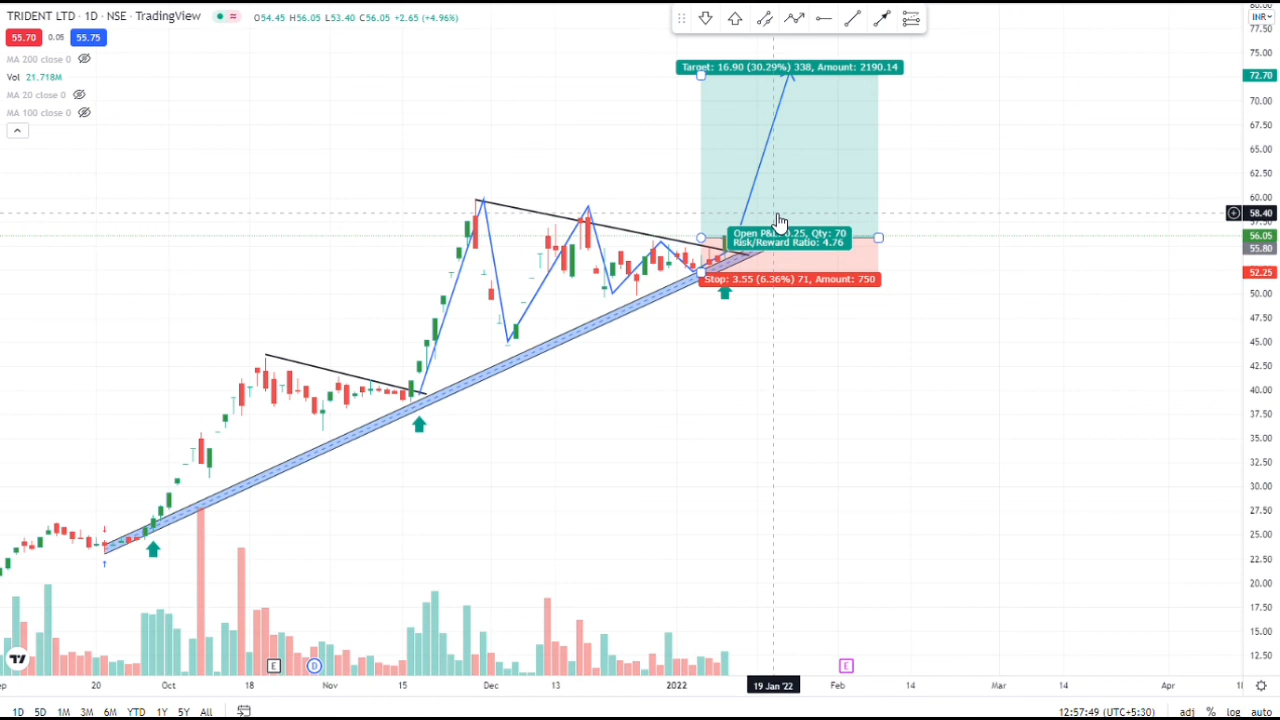 TRIDENT LTD · 1D · NSE · TradingView
O54.45 H56.05 L53.40 C56.05 +2.65 (+4.96%)
55.70 0.05 55.75
MA 200 close 0
Vol 21.718M
MA 20 close 0
MA 100 close 0
INR
Target: 16.90 (30.29%) 338, Amount: 2190.14
Open P&L: 0.25, Qty: 70
Risk/Reward Ratio: 4.76
Stop: 3.55 (6.36%) 71, Amount: 750
77.50
75.00
72.70
70.00
67.50
65.00
62.50
60.00
58.40
56.05
55.80
52.25
50.00
47.50
45.00
42.50
40.00
37.50
35.00
32.50
30.00
27.50
25.00
22.50
20.00
17.50
15.00
12.50
E D E
20 Oct 18 Nov 15 Dec 13 2022 19 Jan '22 Feb 14 Mar 14 Apr
1D 5D 1M 3M 6M YTD 1Y 5Y All
12:57:49 (UTC+5:30) adj % log auto